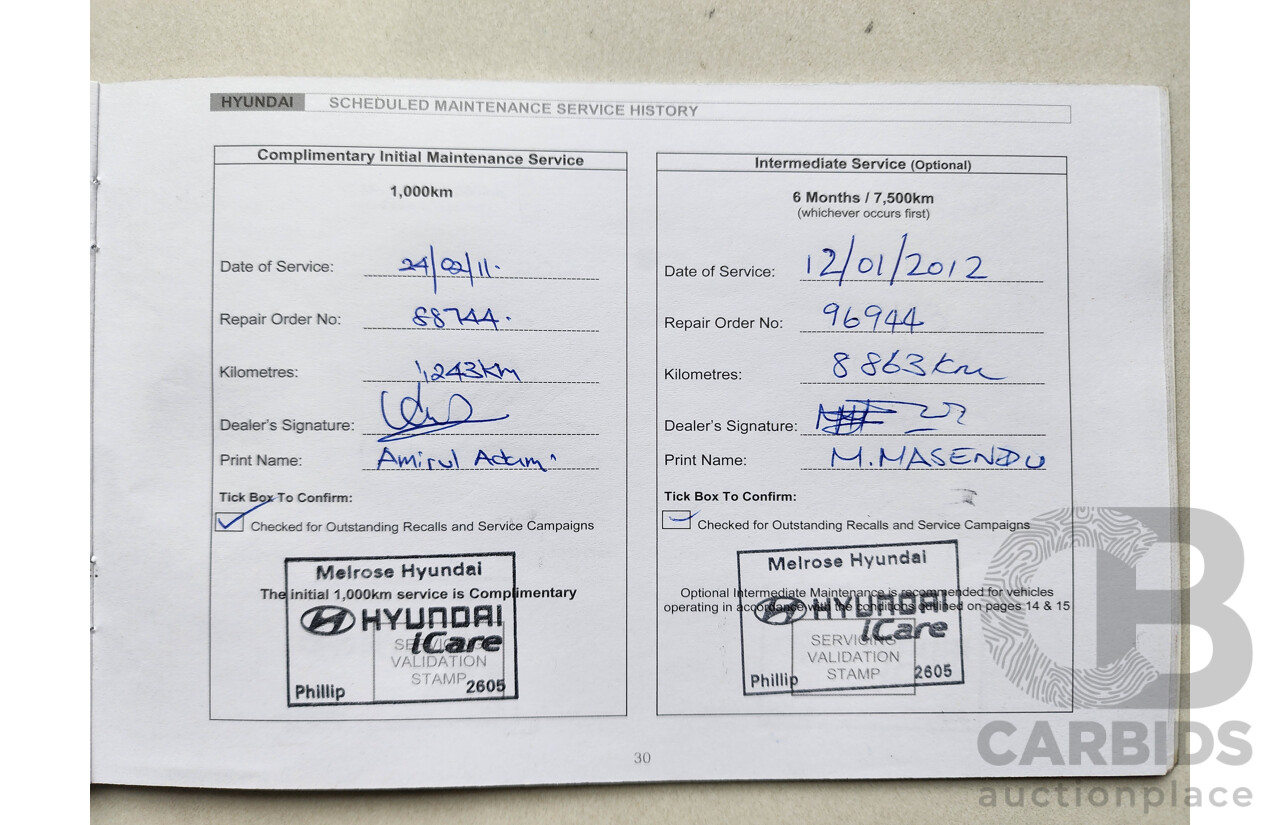 HYUNDAI SCHEDULED MAINTENANCE SERVICE HISTORY
Complimentary Initial Maintenance Service
1,000km
Date of Service: 24/02/11.
Repair Order No: 88744.
Kilometres: 1,243km
Dealer's Signature:
Print Name: Amirul Adam
Tick Box To Confirm:
Checked for Outstanding Recalls and Service Campaigns
Melrose Hyundai
The initial 1,000km service is Complimentary
HYUNDAI
iCare
SERVICING
VALIDATION
STAMP
Phillip 2605
Intermediate Service (Optional)
6 Months / 7,500km
(whichever occurs first)
Date of Service: 12/01/2012
Repair Order No: 96944
Kilometres: 8863km
Dealer's Signature:
Print Name: M.MASENDU
Tick Box To Confirm:
Checked for Outstanding Recalls and Service Campaigns
Melrose Hyundai
Optional Intermediate Maintenance is recommended for vehicles
operating in accordance with the conditions outlined on pages 14 & 15
HYUNDAI
iCare
SERVICING
VALIDATION
STAMP
Phillip 2605
30
CB
CARBIDS
auctionplace